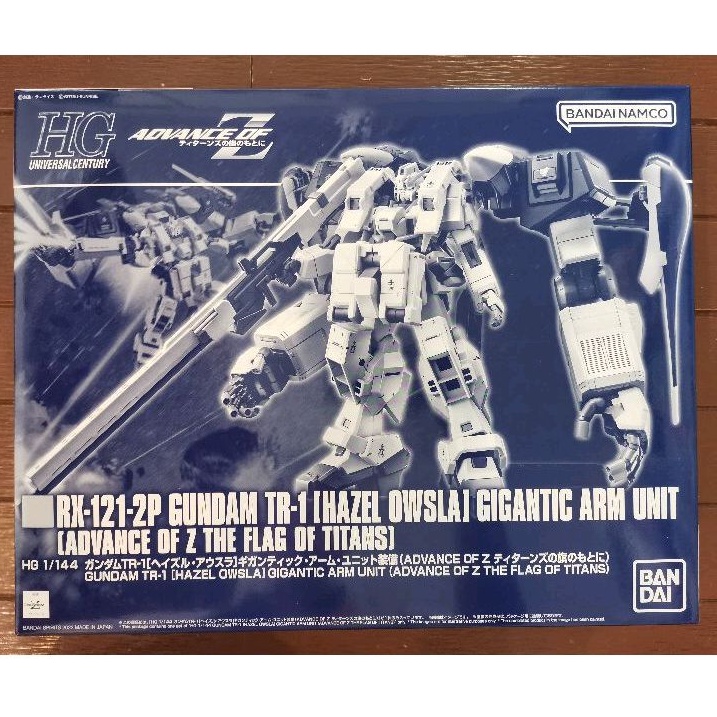 HG
UNIVERSAL CENTURY
ADVANCE OF Z
ティターンズの旗のもとに
BANDAI NAMCO
RX-121-2P GUNDAM TR-1 [HAZEL OWSLA] GIGANTIC ARM UNIT
(ADVANCE OF Z THE FLAG OF TITANS)
HG 1/144 ガンダムTR-1[ヘイズル・アウスラ]ギガンティック・アーム・ユニット装備(ADVANCE OF Z ティターンズの旗のもとに)
GUNDAM TR-1 [HAZEL OWSLA] GIGANTIC ARM UNIT (ADVANCE OF Z THE FLAG OF TITANS)
BAN
DAI
MADE IN JAPAN